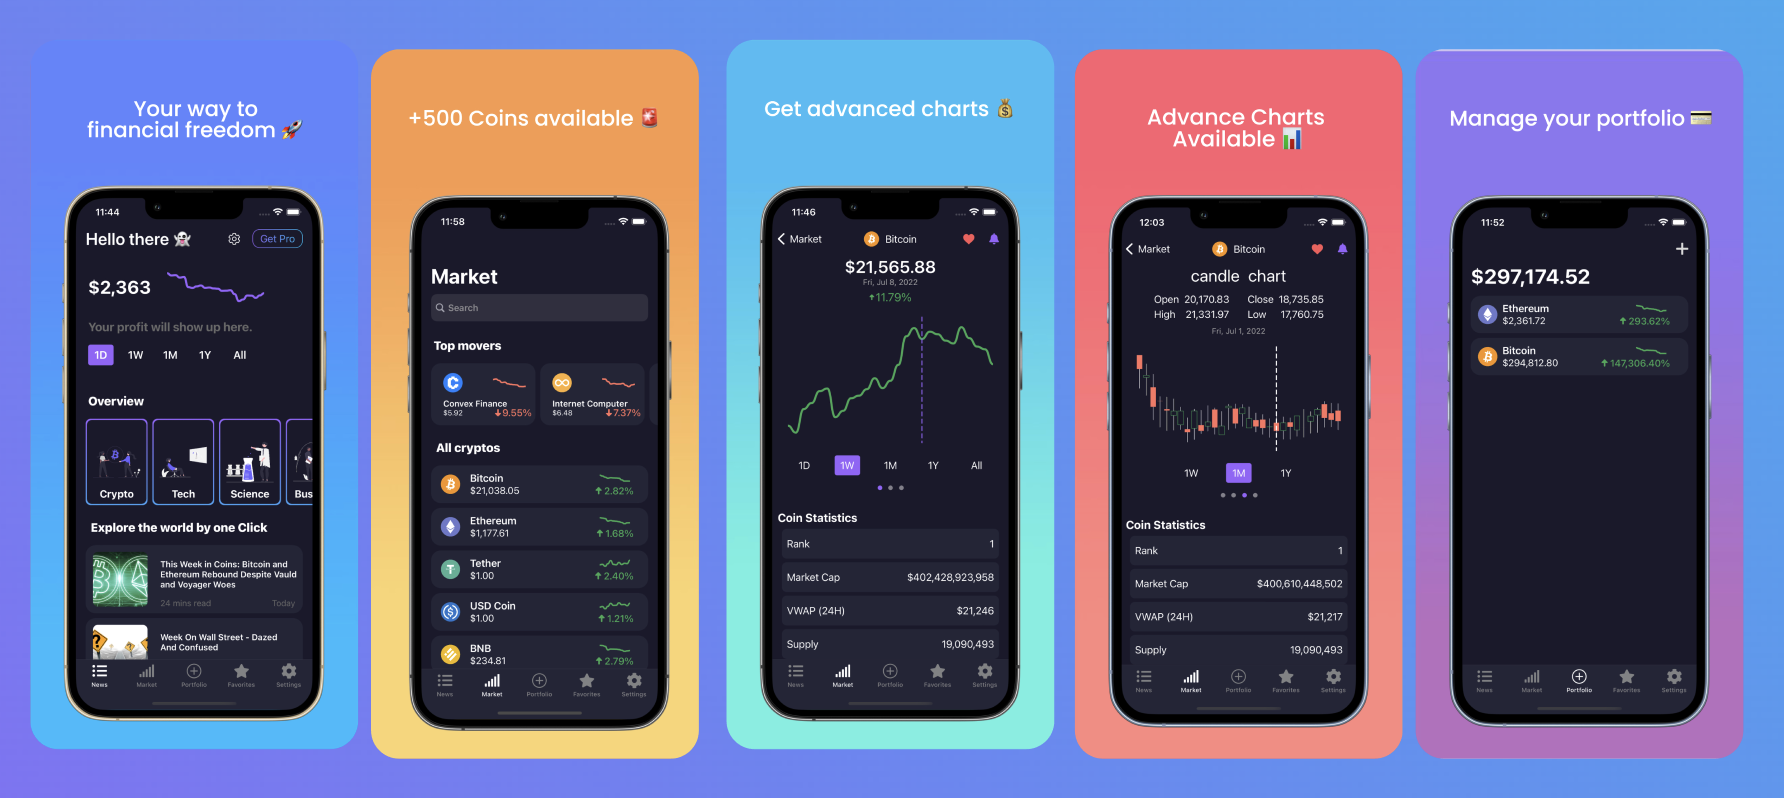 Your way to
financial freedom 🚀
11:44
Hello there 👻
Get Pro
$2,363
Your profit will show up here.
1D 1W 1M 1Y All
Overview
Crypto Tech Science Bus
Explore the world by one Click
This Week in Coins: Bitcoin and
Ethereum Rebound Despite Vauld
and Voyager Woes
24 mins read Today
Week On Wall Street - Dazed
And Confused
News Market Portfolio Favorites Settings
+500 Coins available 🚨
11:58
Market
Search
Top movers
Convex Finance
$5.92 9.55%
Internet Computer
$6.48 7.37%
All cryptos
Bitcoin
$21,038.05 2.82%
Ethereum
$1,177.61 1.68%
Tether
$1.00 2.40%
USD Coin
$1.00 1.21%
BNB
$234.81 2.79%
News Market Portfolio Favorites Settings
Get advanced charts 💰
11:46
Market Bitcoin
$21,565.88
Fri, Jul 8, 2022
11.79%
1D 1W 1M 1Y All
Coin Statistics
Rank 1
Market Cap $402,428,923,958
VWAP (24H) $21,246
Supply 19,090,493
News Market Portfolio Favorites Settings
Advance Charts
Available 📊
12:03
Market Bitcoin
candle chart
Open 20,170.83 Close 18,735.85
High 21,331.97 Low 17,760.75
Fri, Jul 1, 2022
1W 1M 1Y
Coin Statistics
Rank 1
Market Cap $400,610,448,502
VWAP (24H) $21,217
Supply 19,090,493
News Market Portfolio Favorites Settings
Manage your portfolio 💳
11:52
$297,174.52
Ethereum
$2,361.72 293.62%
Bitcoin
$294,812.80 147,306.40%
News Market Portfolio Favorites Settings